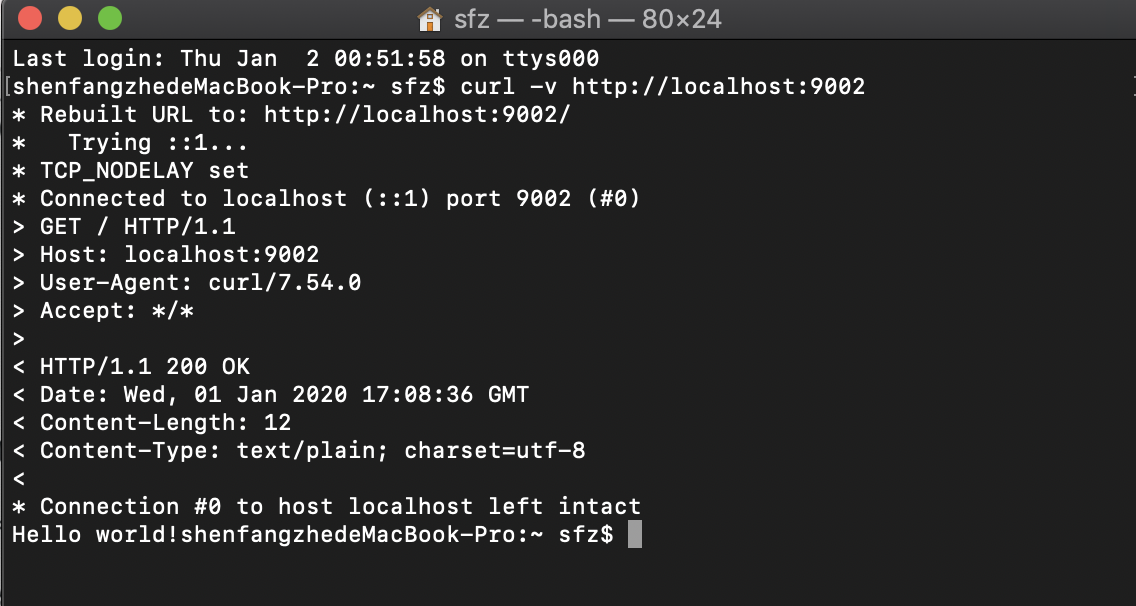 sfz — -bash — 80×24
Last login: Thu Jan  2 00:51:58 on ttys000
[shenfangzhedeMacBook-Pro:~ sfz$ curl -v http://localhost:9002
* Rebuilt URL to: http://localhost:9002/
*   Trying ::1...
* TCP_NODELAY set
* Connected to localhost (::1) port 9002 (#0)
> GET / HTTP/1.1
> Host: localhost:9002
> User-Agent: curl/7.54.0
> Accept: */*
>
< HTTP/1.1 200 OK
< Date: Wed, 01 Jan 2020 17:08:36 GMT
< Content-Length: 12
< Content-Type: text/plain; charset=utf-8
<
* Connection #0 to host localhost left intact
Hello world!shenfangzhedeMacBook-Pro:~ sfz$